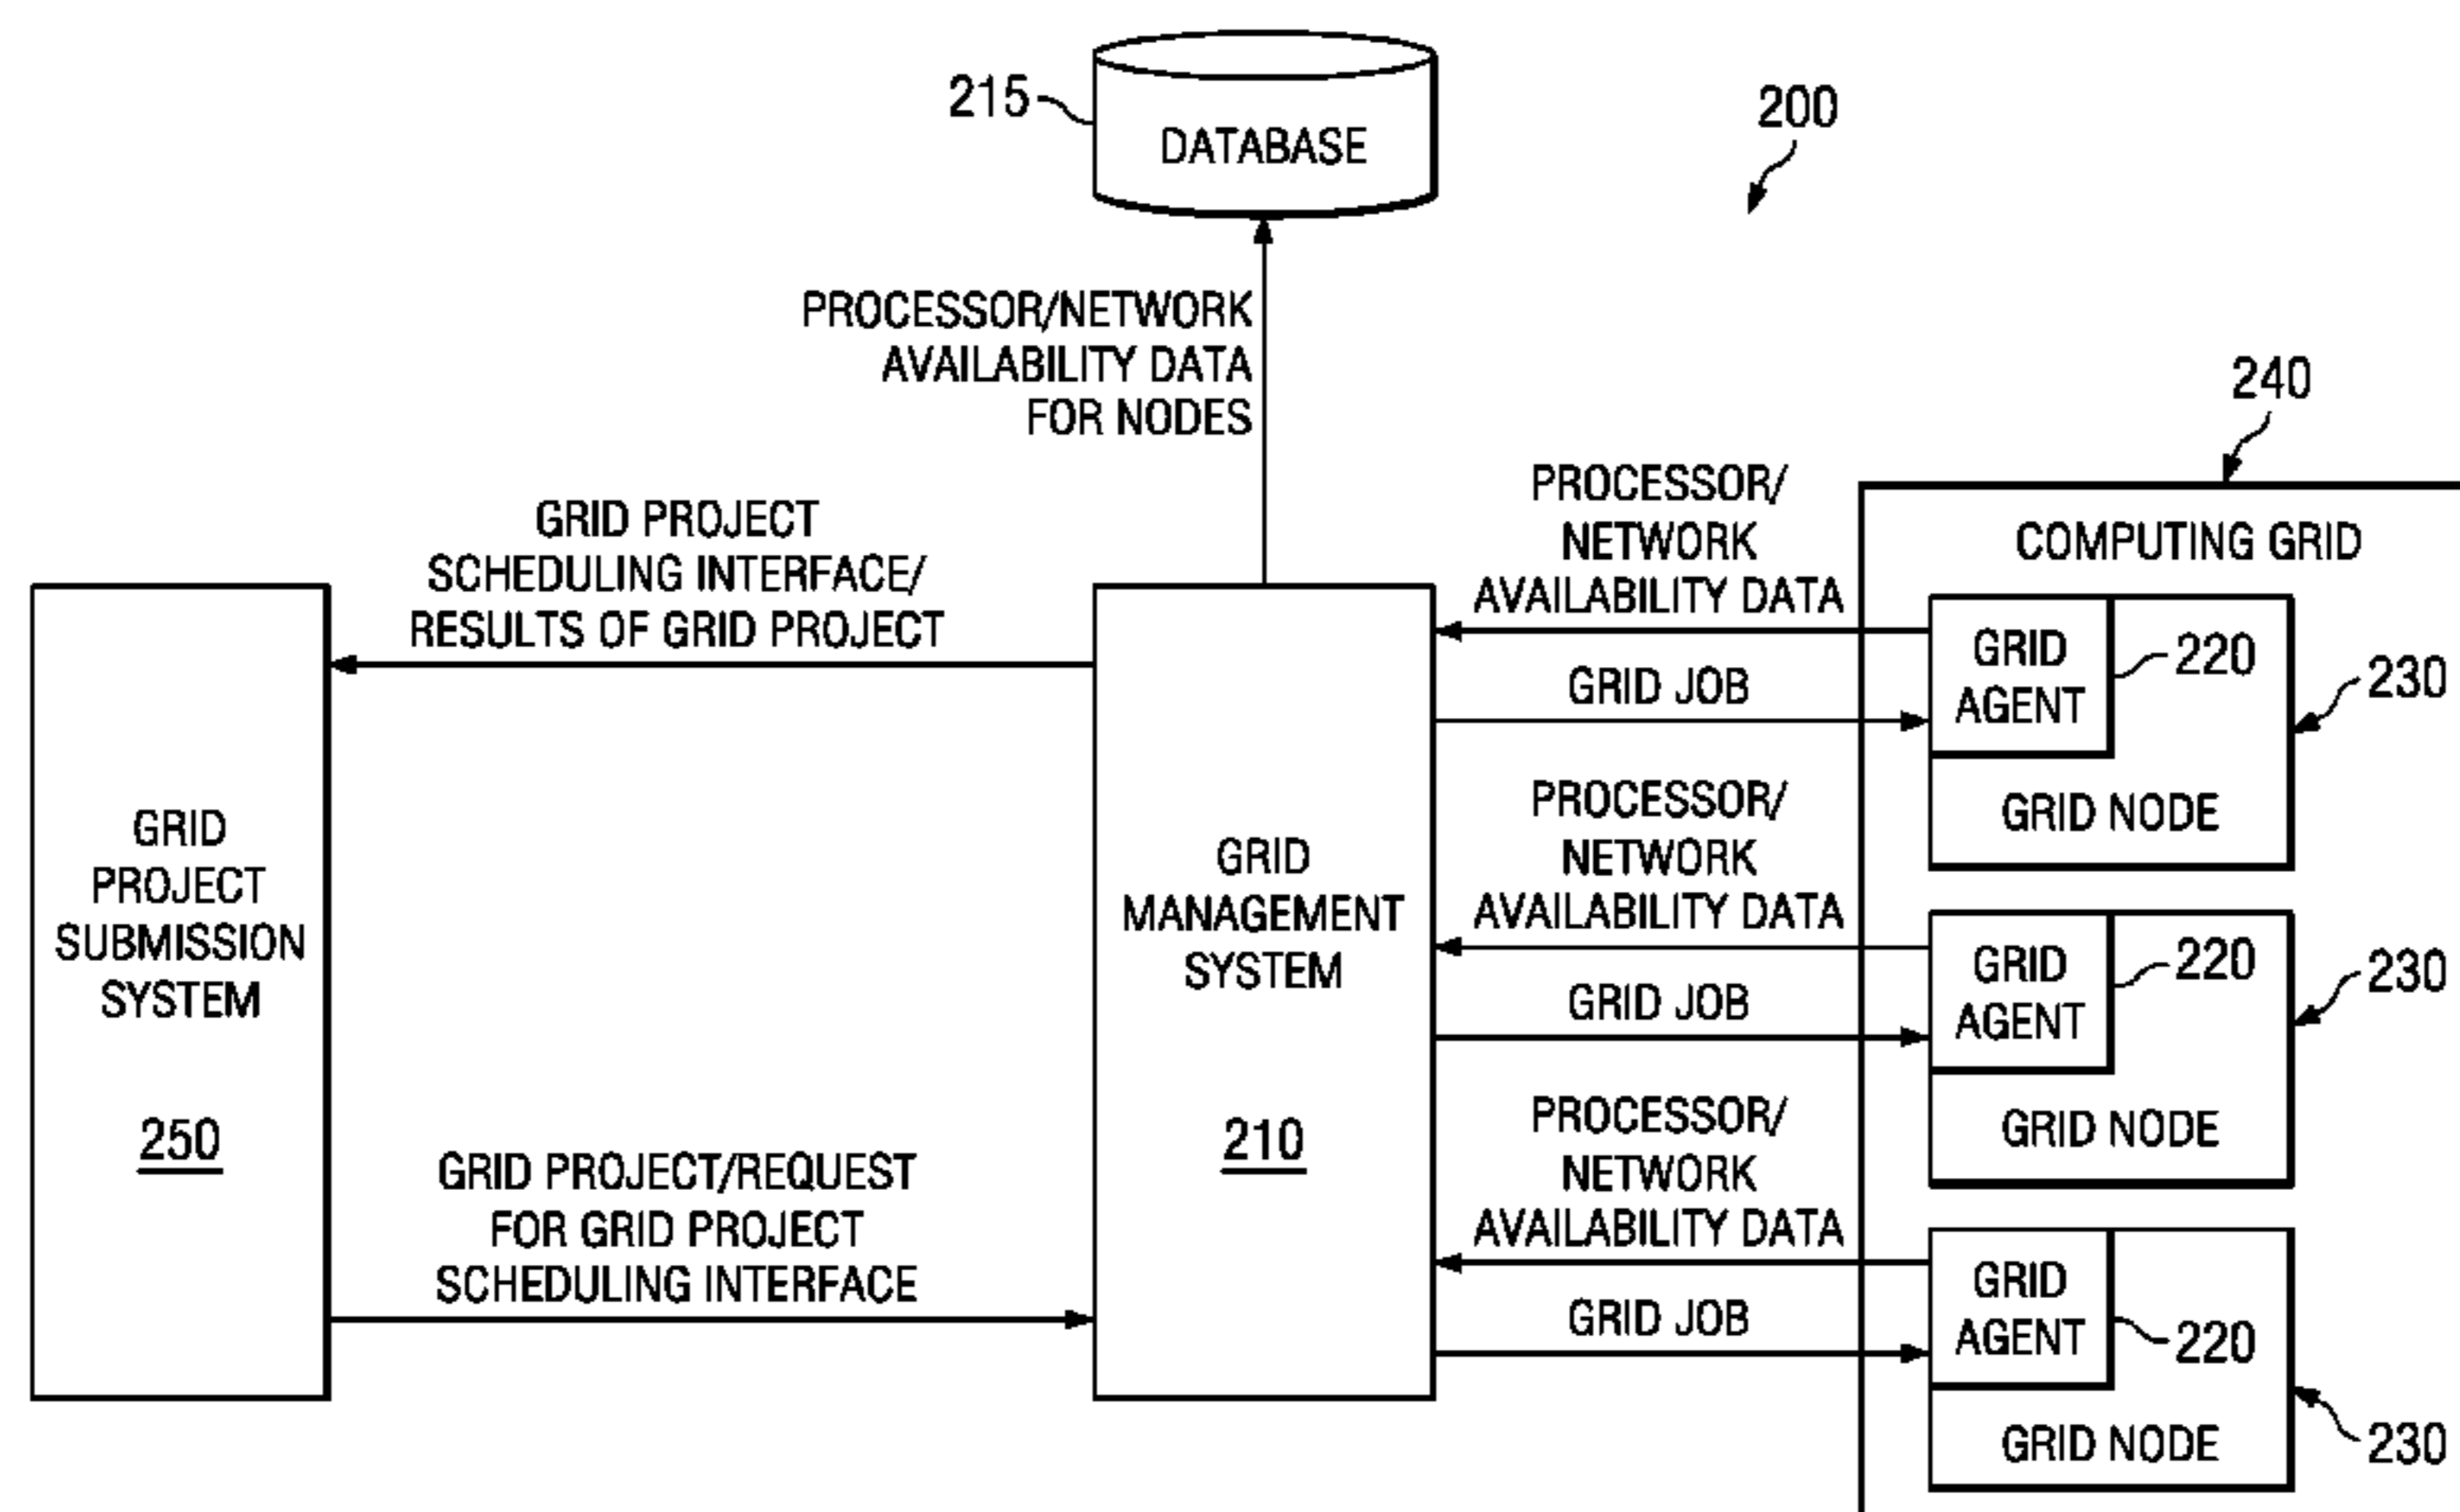 215
DATABASE
200
PROCESSOR/NETWORK
AVAILABILITY DATA
FOR NODES
240
GRID PROJECT
SCHEDULING INTERFACE/
RESULTS OF GRID PROJECT
GRID
PROJECT
SUBMISSION
SYSTEM
250
GRID PROJECT/REQUEST
FOR GRID PROJECT
SCHEDULING INTERFACE
GRID
MANAGEMENT
SYSTEM
210
PROCESSOR/
NETWORK
AVAILABILITY DATA
GRID JOB
PROCESSOR/
NETWORK
AVAILABILITY DATA
GRID JOB
PROCESSOR/
NETWORK
AVAILABILITY DATA
GRID JOB
COMPUTING GRID
GRID
AGENT
220
230
GRID NODE
GRID
AGENT
220
230
GRID NODE
GRID
AGENT
220
230
GRID NODE